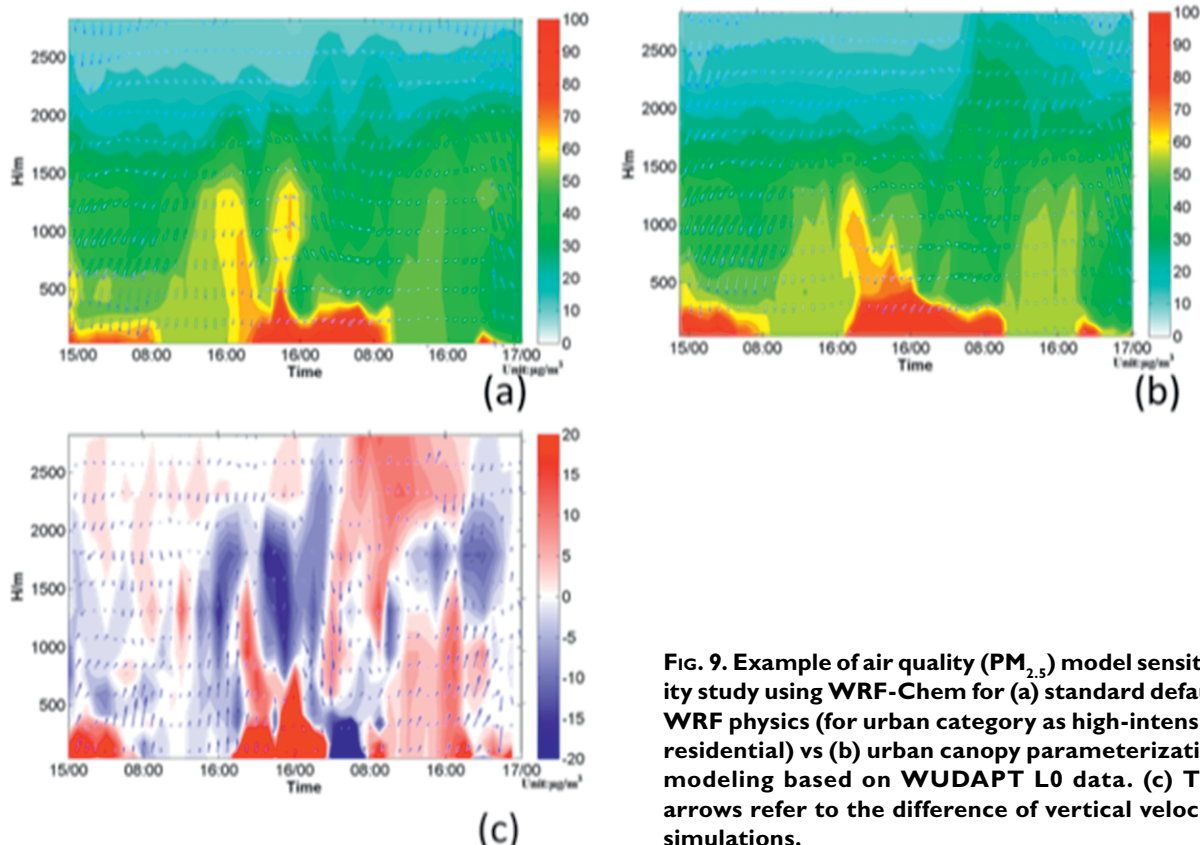 2500
2000
1500
1000
500
H/m
15/00 08:00 16:00 16/00 08:00 16:00 17/00
Time
100
90
80
70
60
50
40
30
20
10
0
Unit:μg/m³
(a)
2500
2000
1500
1000
500
H/m
15/00 08:00 16:00 16/00 08:00 16:00 17/00
Time
100
90
80
70
60
50
40
30
20
10
0
Unit:μg/m³
(b)
2500
2000
1500
1000
500
H/m
15/00 08:00 16:00 16/00 08:00 16:00 17/00
Time
20
15
10
5
0
-5
-10
-15
-20
Unit:μg/m³
(c)
FIG. 9. Example of air quality (PM2.5) model sensit
ity study using WRF-Chem for (a) standard defau
WRF physics (for urban category as high-intens
residential) vs (b) urban canopy parameterizati
modeling based on WUDAPT L0 data. (c) T
arrows refer to the difference of vertical veloc
simulations.